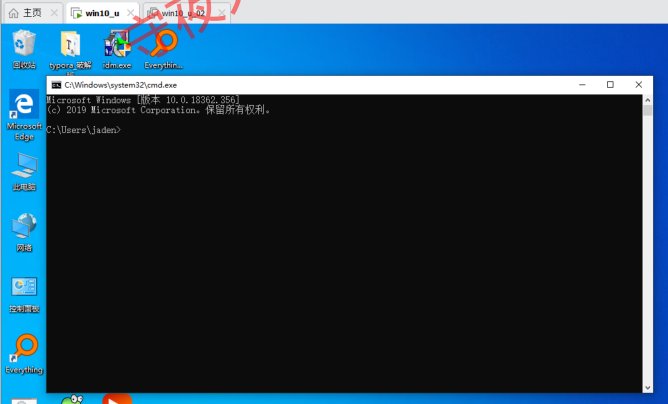 主页
win10_u
win10_u_02
回收站
typora_破解
idm.exe
Everythin...
C:\Windows\system32\cmd.exe
Microsoft Windows [版本 10.0.18362.356]
(c) 2019 Microsoft Corporation。保留所有权利。
C:\Users\jaden>
Microsoft
Edge
此电脑
网络
控制面板
Everything